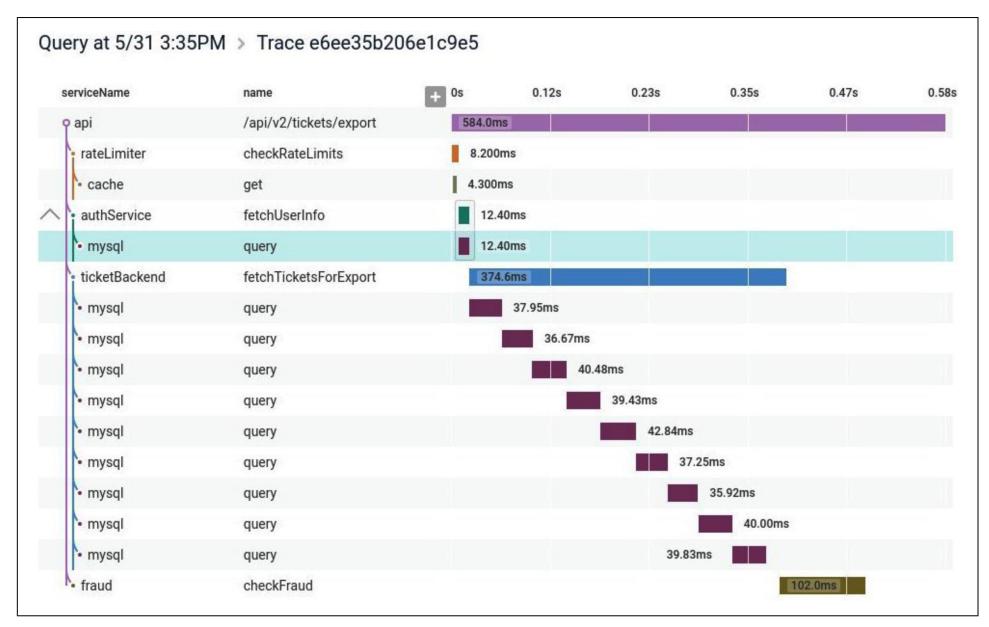 Query at 5/31 3:35PM > Trace e6ee35b206e1c9e5
serviceName name + 0s 0.12s 0.23s 0.35s 0.47s 0.58s
api /api/v2/tickets/export 584.0ms
rateLimiter checkRateLimits 8.200ms
cache get 4.300ms
authService fetchUserInfo 12.40ms
mysql query 12.40ms
ticketBackend fetchTicketsForExport 374.6ms
mysql query 37.95ms
mysql query 36.67ms
mysql query 40.48ms
mysql query 39.43ms
mysql query 42.84ms
mysql query 37.25ms
mysql query 35.92ms
mysql query 40.00ms
mysql query 39.83ms
fraud checkFraud 102.0ms